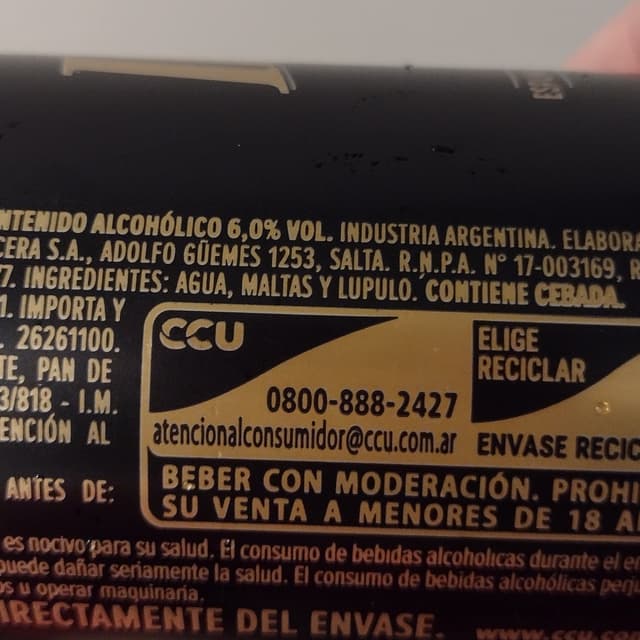 NTENIDO ALCOHÓLICO 6,0% VOL. INDUSTRIA ARGENTINA. ELABORA
CERA S.A., ADOLFO GÜEMES 1253, SALTA. R.N.P.A. N° 17-003169, R
7. INGREDIENTES: AGUA, MALTAS Y LUPULO. CONTIENE CEBADA.
1. IMPORTA Y
26261100.
TE, PAN DE
3/818 - I.M.
ENCIÓN AL
ANTES DE:
CCU
0800-888-2427
atencionalconsumidor@ccu.com.ar
ELIGE
RECICLAR
ENVASE RECIC
BEBER CON MODERACIÓN. PROHI
SU VENTA A MENORES DE 18 A
es nocivo para su salud. El consumo de bebidas alcoholicas durante el e
puede dañar seriamente la salud. El consumo de bebidas alcohólicas perj
os u operar maquinaria.
IRECTAMENTE DEL ENVASE. www.ccu.co